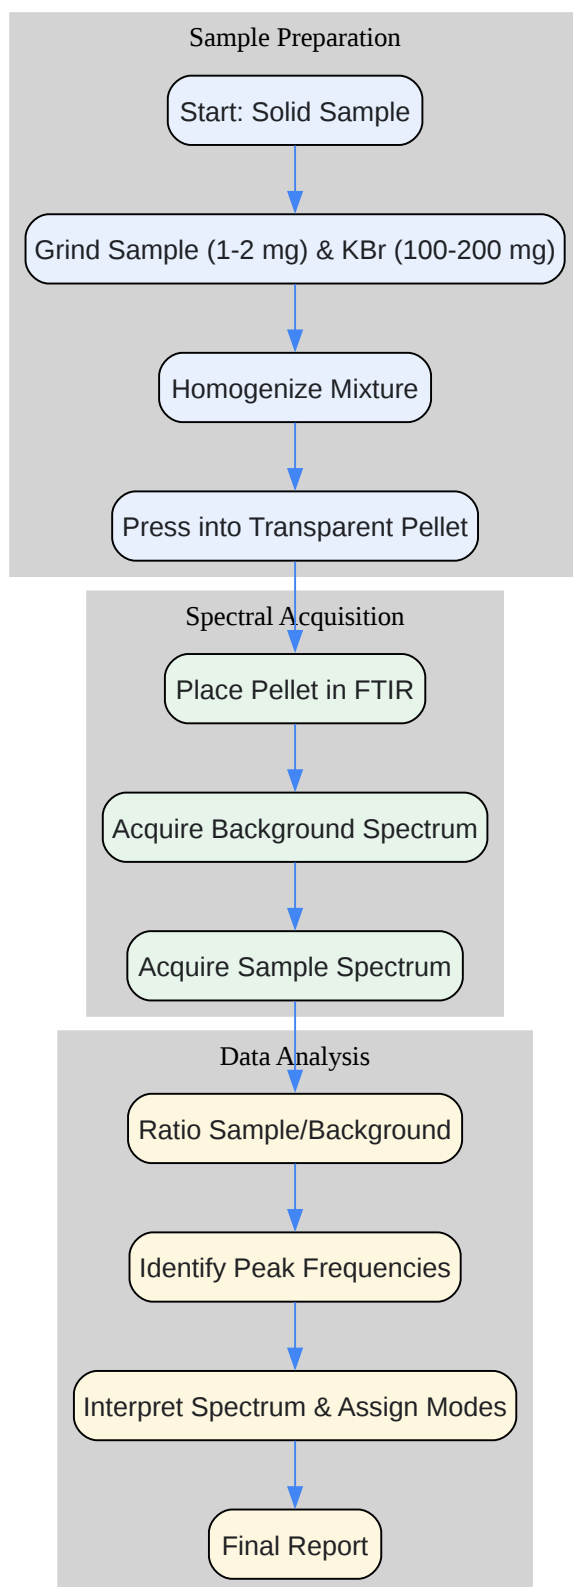 Sample Preparation
Start: Solid Sample
Grind Sample (1-2 mg) & KBr (100-200 mg)
Homogenize Mixture
Press into Transparent Pellet
Spectral Acquisition
Place Pellet in FTIR
Acquire Background Spectrum
Acquire Sample Spectrum
Data Analysis
Ratio Sample/Background
Identify Peak Frequencies
Interpret Spectrum & Assign Modes
Final Report